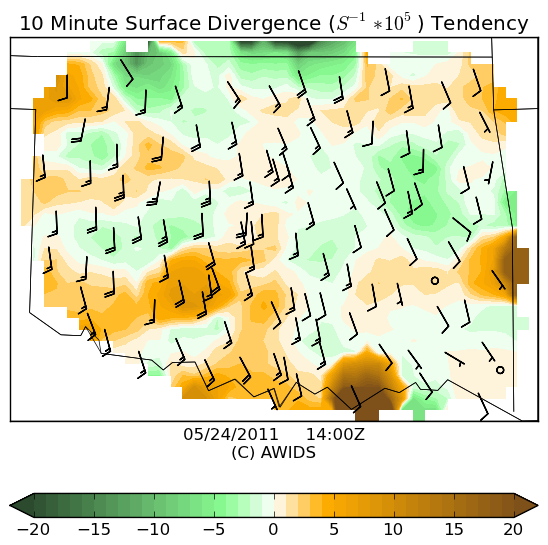 10 Minute Surface Divergence (S⁻¹ *10⁵ ) Tendency
05/24/2011 14:00Z
(C) AWIDS
−20 −15 −10 −5 0 5 10 15 20